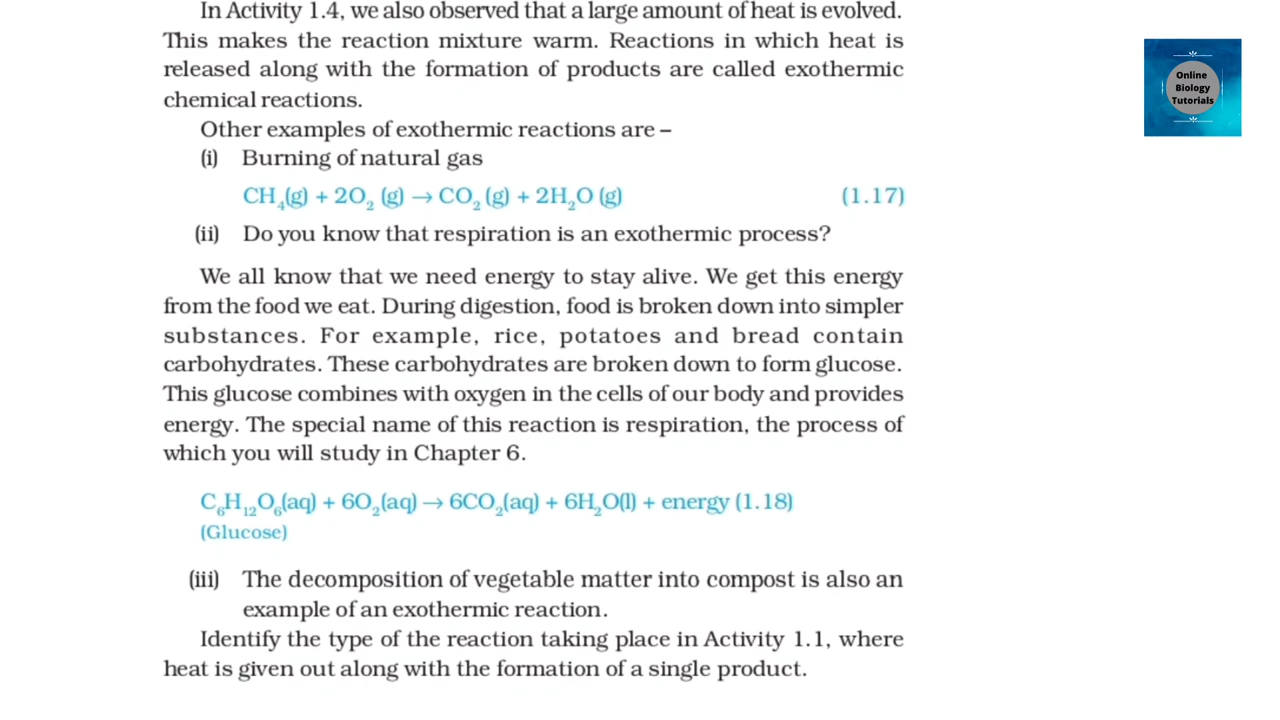 In Activity 1.4, we also observed that a large amount of heat is evolved.
This makes the reaction mixture warm. Reactions in which heat is
released along with the formation of products are called exothermic
chemical reactions.
Other examples of exothermic reactions are –
(i) Burning of natural gas
CH₄(g) + 2O₂ (g) → CO₂ (g) + 2H₂O (g) (1.17)
(ii) Do you know that respiration is an exothermic process?
We all know that we need energy to stay alive. We get this energy
from the food we eat. During digestion, food is broken down into simpler
substances. For example, rice, potatoes and bread contain
carbohydrates. These carbohydrates are broken down to form glucose.
This glucose combines with oxygen in the cells of our body and provides
energy. The special name of this reaction is respiration, the process of
which you will study in Chapter 6.
C₆H₁₂O₆(aq) + 6O₂(aq) → 6CO₂(aq) + 6H₂O(l) + energy (1.18)
(Glucose)
(iii) The decomposition of vegetable matter into compost is also an
example of an exothermic reaction.
Identify the type of the reaction taking place in Activity 1.1, where
heat is given out along with the formation of a single product.
Online
Biology
Tutorials